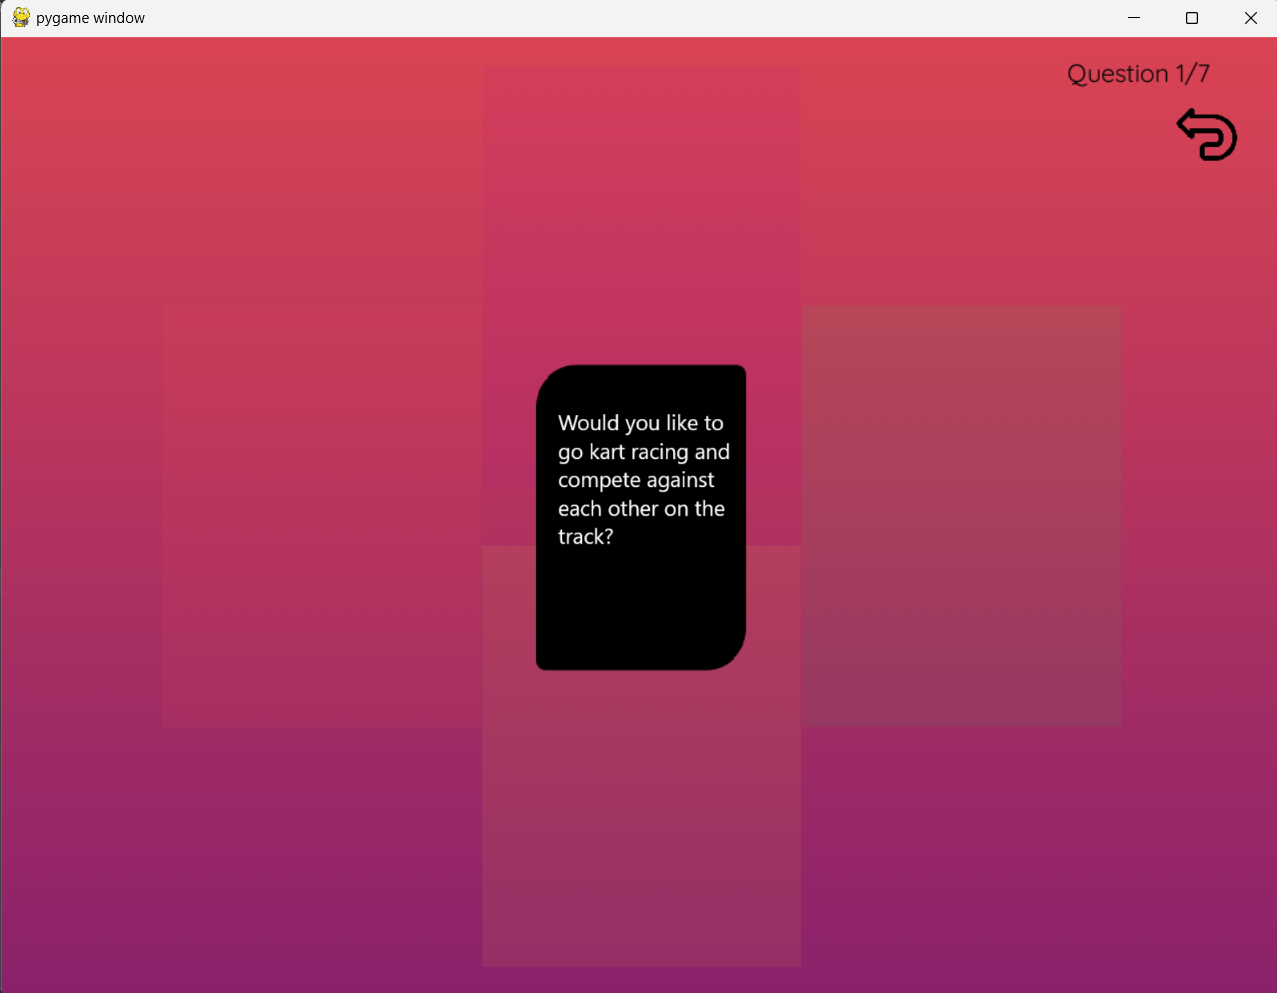 pygame window
Question 1/7
Would you like to
go kart racing and
compete against
each other on the
track?